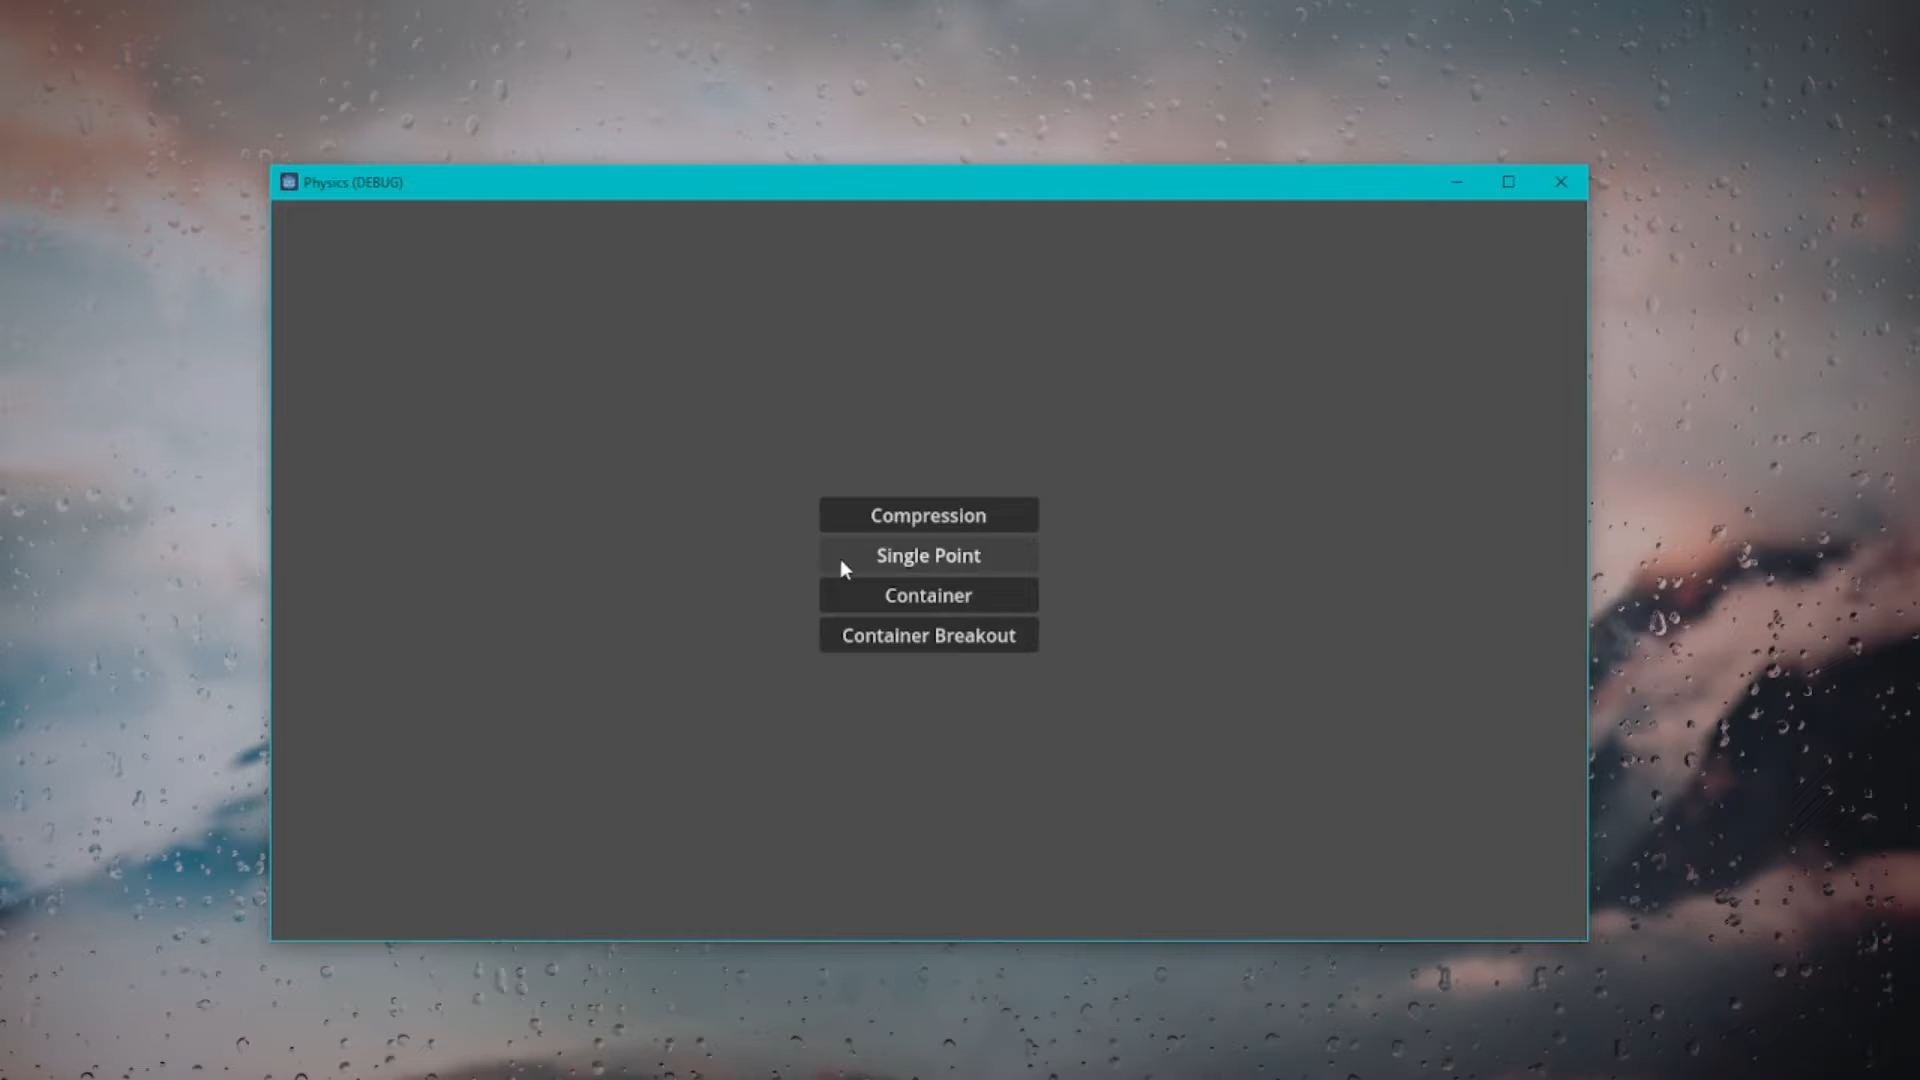 Physics (DEBUG)
Compression
Single Point
Container
Container Breakout